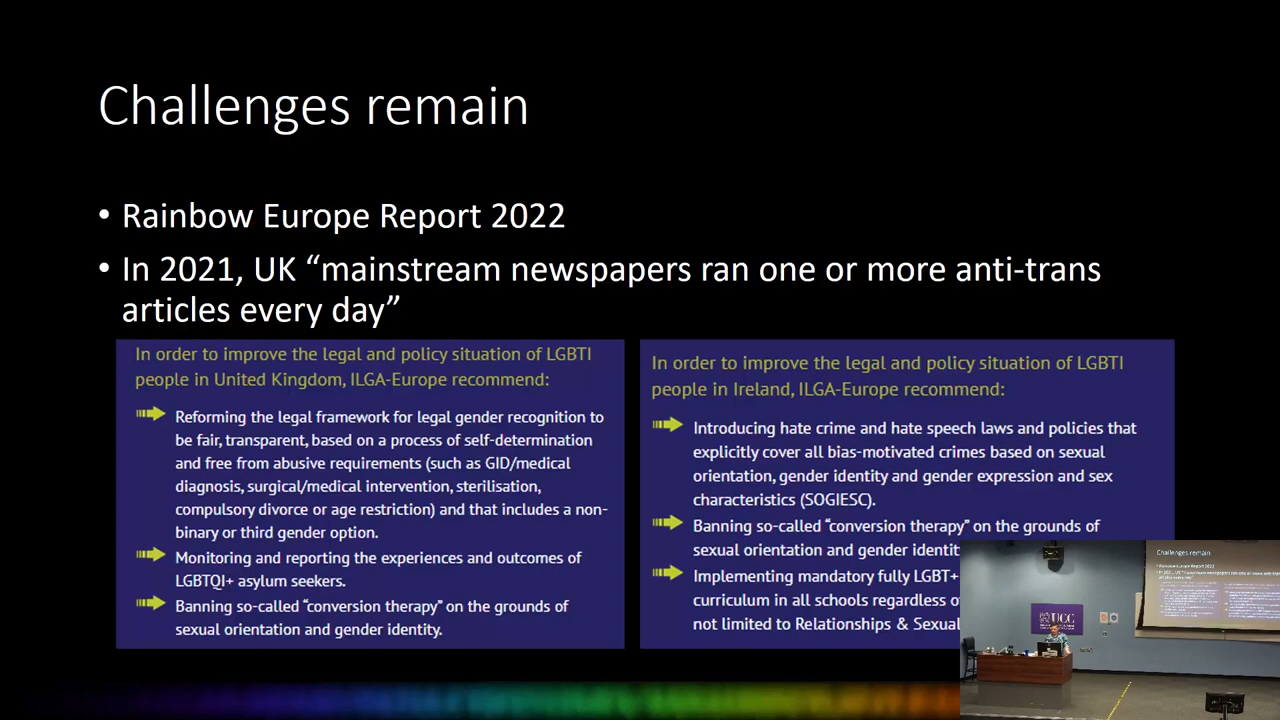 Challenges remain
• Rainbow Europe Report 2022
• In 2021, UK “mainstream newspapers ran one or more anti-trans
articles every day”
In order to improve the legal and policy situation of LGBTI
people in United Kingdom, ILGA-Europe recommend:
Reforming the legal framework for legal gender recognition to
be fair, transparent, based on a process of self-determination
and free from abusive requirements (such as GID/medical
diagnosis, surgical/medical intervention, sterilisation,
compulsory divorce or age restriction) and that includes a non-
binary or third gender option.
Monitoring and reporting the experiences and outcomes of
LGBTQI+ asylum seekers.
Banning so-called “conversion therapy” on the grounds of
sexual orientation and gender identity.
In order to improve the legal and policy situation of LGBTI
people in Ireland, ILGA-Europe recommend:
Introducing hate crime and hate speech laws and policies that
explicitly cover all bias-motivated crimes based on sexual
orientation, gender identity and gender expression and sex
characteristics (SOGIESC).
Banning so-called “conversion therapy” on the grounds of
sexual orientation and gender
Implementing mandatory fully LGBT+
curriculum in all schools regardless
not limited to Relationships & Sexual
Challenges remain
UCC